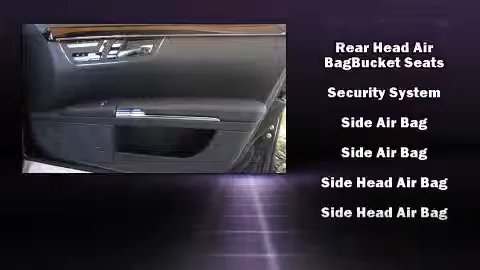 Rear Head Air
BagBucket Seats
Security System
Side Air Bag
Side Air Bag
Side Head Air Bag
Side Head Air Bag